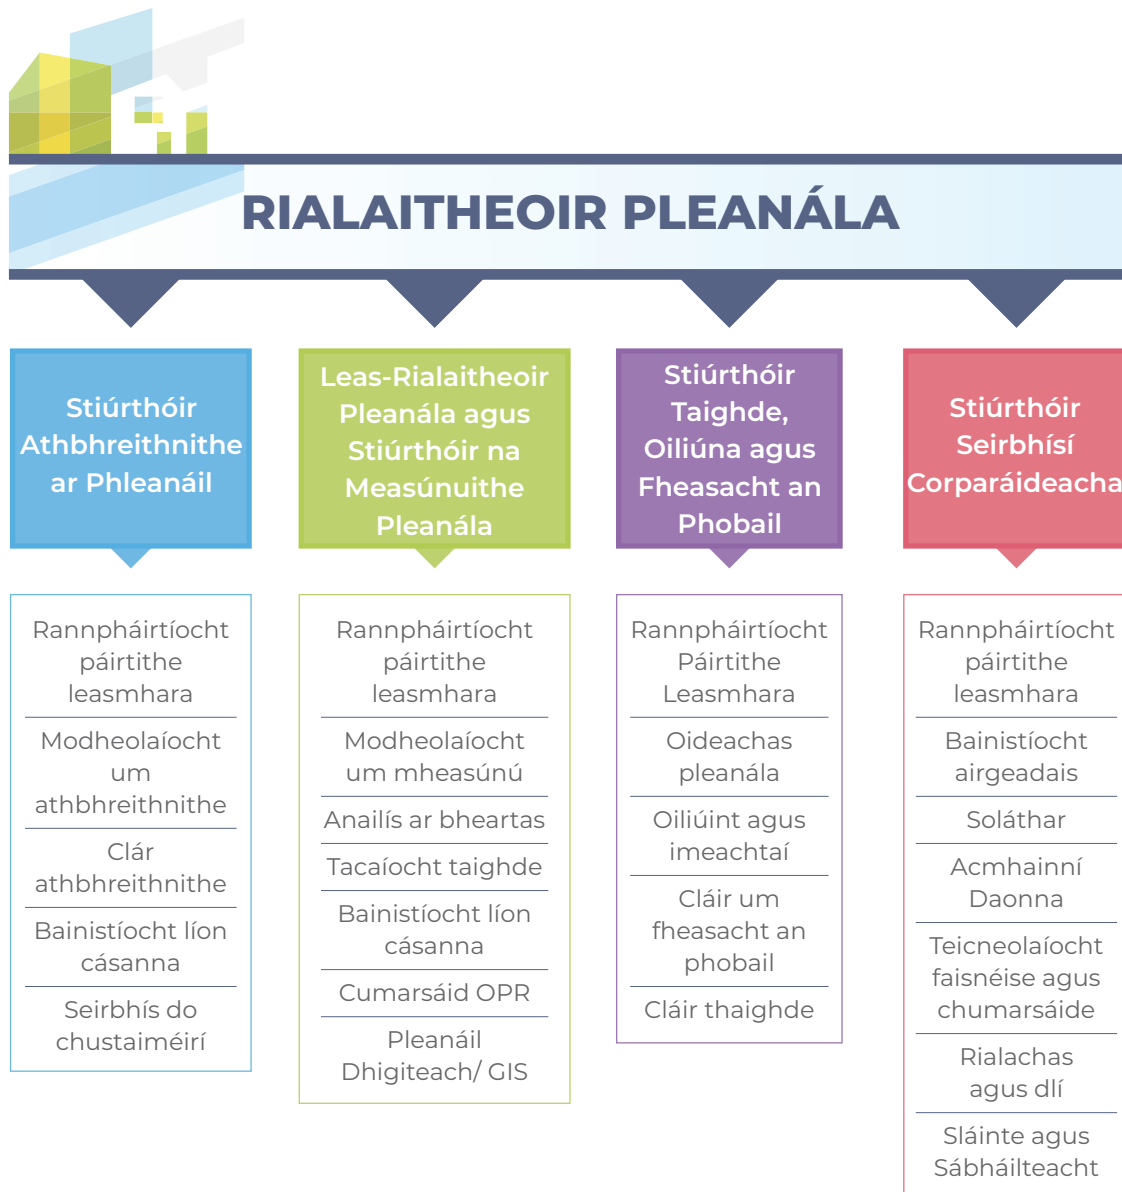 RIALAITHEOIR PLEANÁLA
Stiúrthóir
Athbhreithnithe
ar Phleanáil
Rannpháirtíocht
páirtithe
leasmhara
Modheolaíocht
um
athbhreithnithe
Clár
athbhreithnithe
Bainistíocht líon
cásanna
Seirbhís do
chustaiméirí
Leas-Rialaitheoir
Pleanála agus
Stiúrthóir na
Measúnuithe
Pleanála
Rannpháirtíocht
páirtithe
leasmhara
Modheolaíocht
um mheasúnú
Anailís ar bheartas
Tacaíocht taighde
Bainistíocht líon
cásanna
Cumarsáid OPR
Pleanáil
Dhigiteach/ GIS
Stiúrthóir
Taighde,
Oiliúna agus
Fheasacht an
Phobail
Rannpháirtíocht
Páirtithe
Leasmhara
Oideachas
pleanála
Oiliúint agus
imeachtaí
Cláir um
fheasacht an
phobail
Cláir thaighde
Stiúrthóir
Seirbhísí
Corparáideacha
Rannpháirtíocht
páirtithe
leasmhara
Bainistíocht
airgeadais
Soláthar
Acmhainní
Daonna
Teicneolaíocht
faisnéise agus
chumarsáide
Rialachas
agus dlí
Sláinte agus
Sábháilteacht